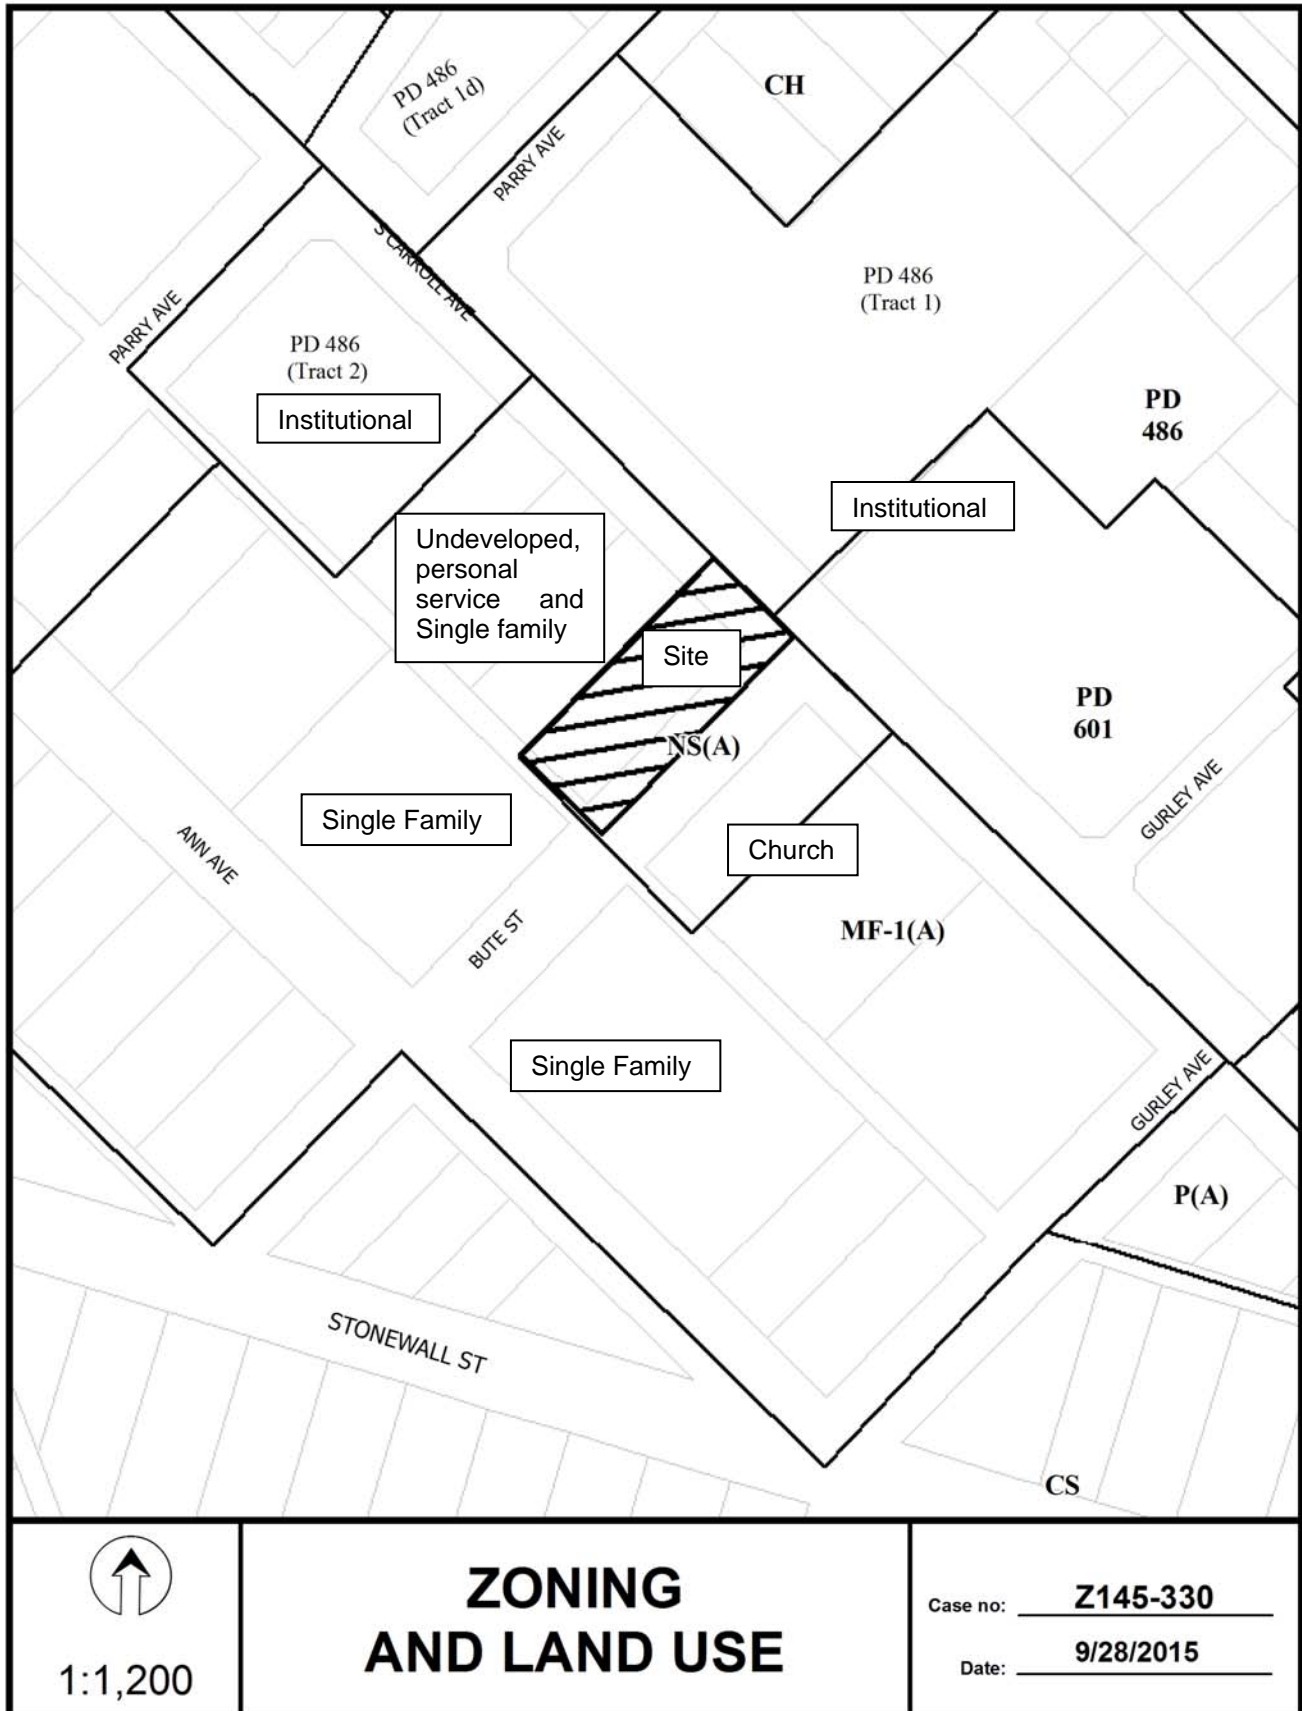 PD 486
(Tract 1d)
CH
PARRY AVE
S CARROLL AVE
PD 486
(Tract 1)
PARRY AVE
PD 486
(Tract 2)
Institutional
PD
486
Institutional
Undeveloped,
personal
service and
Single family
Site
PD
601
NS(A)
GURLEY AVE
Single Family
ANN AVE
Church
BUTE ST
MF-1(A)
Single Family
GURLEY AVE
P(A)
STONEWALL ST
CS
1:1,200
ZONING
AND LAND USE
Case no: Z145-330
Date: 9/28/2015